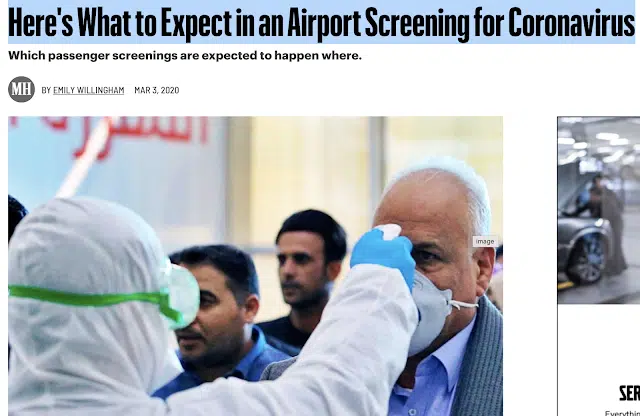 Here's What to Expect in an Airport Screening for Coronavirus
Which passenger screenings are expected to happen where.
MH
BY EMILY WILLINGHAM MAR 3, 2020
image
SER
Everythin